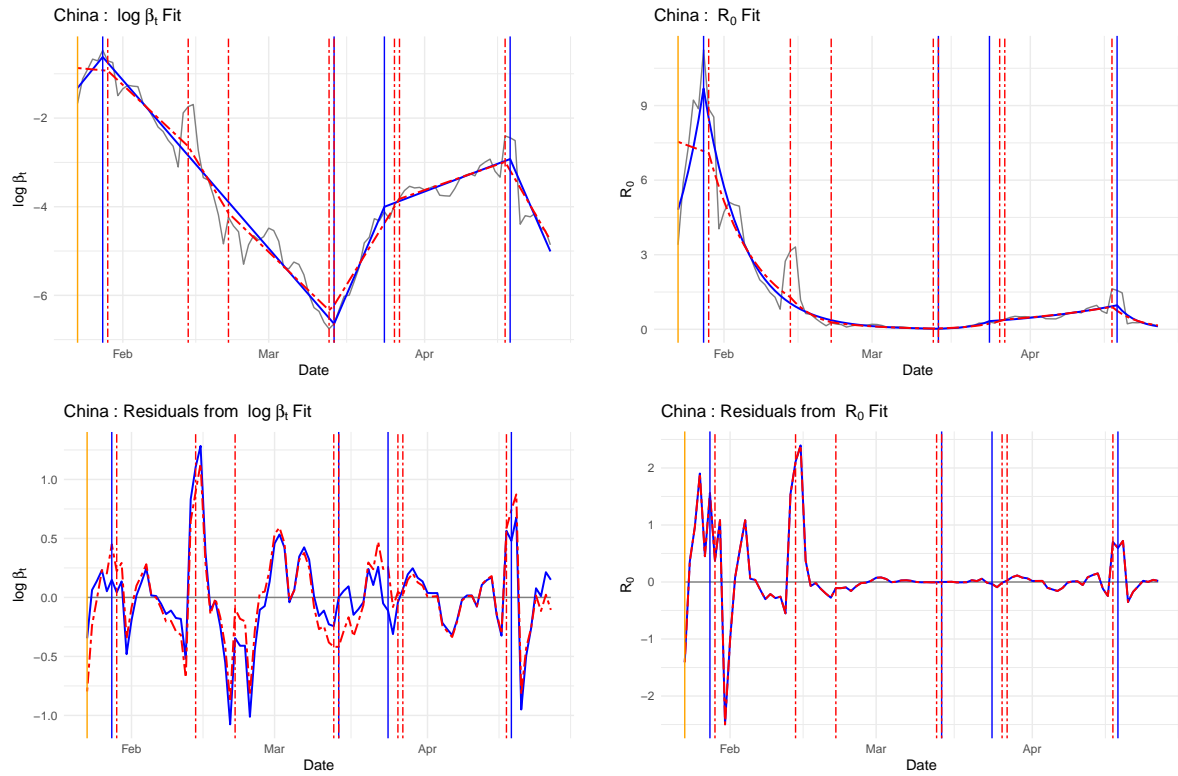 China :  log βt Fit
log βt
−2
−4
−6
Feb
Mar
Apr
Date
China :  R0 Fit
R0
9
6
3
0
Feb
Mar
Apr
Date
China : Residuals from  log βt Fit
log βt
1.0
0.5
0.0
−0.5
−1.0
Feb
Mar
Apr
Date
China : Residuals from  R0 Fit
R0
2
1
0
−1
−2
Feb
Mar
Apr
Date